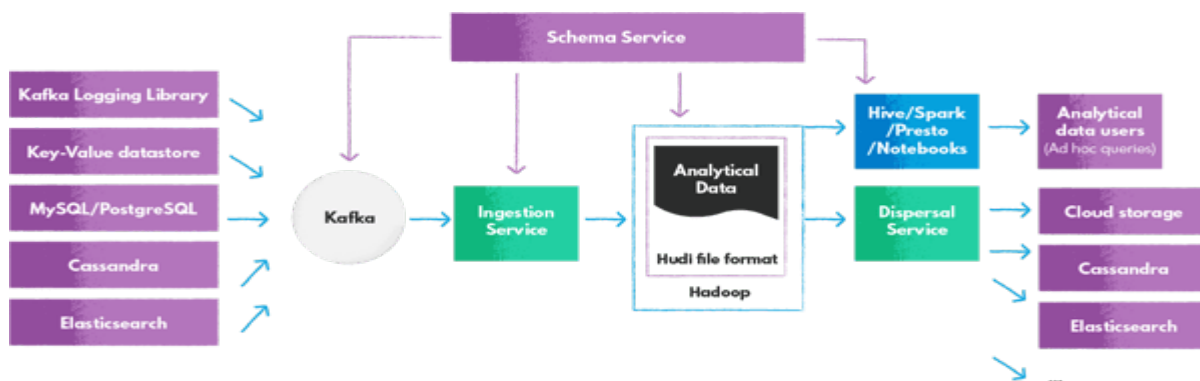 Schema Service
Kafka Logging Library
Key-Value datastore
MySQL/PostgreSQL
Cassandra
Elasticsearch
Kafka
Ingestion
Service
Analytical
Data
Hudi file format
Hadoop
Hive/Spark
/Presto
/Notebooks
Analytical
data users
(Ad hoc queries)
Dispersal
Service
Cloud storage
Cassandra
Elasticsearch
...